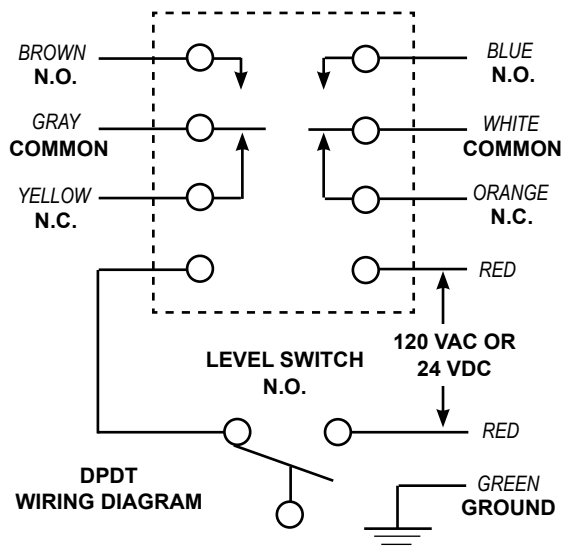 BROWN
N.O.
GRAY
COMMON
YELLOW
N.C.
BLUE
N.O.
WHITE
COMMON
ORANGE
N.C.
RED
120 VAC OR
24 VDC
LEVEL SWITCH
N.O.
RED
DPDT
WIRING DIAGRAM
GREEN
GROUND